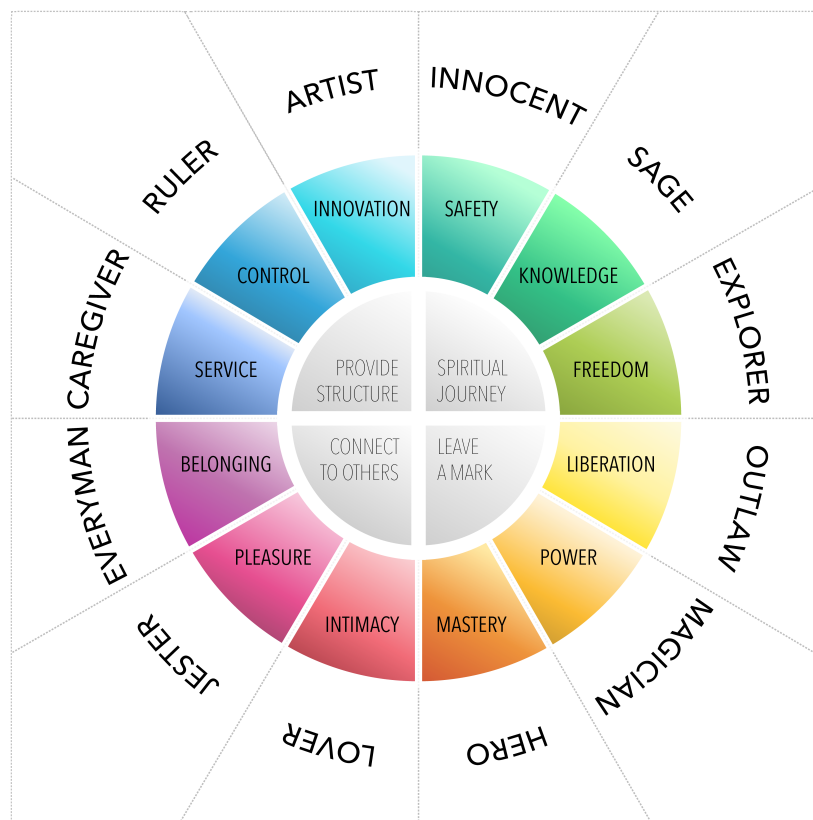 ARTIST
INNOCENT
SAGE
EXPLORER
OUTLAW
MAGICIAN
HERO
LOVER
JESTER
EVERYMAN
CAREGIVER
RULER
INNOVATION
SAFETY
KNOWLEDGE
FREEDOM
LIBERATION
POWER
MASTERY
INTIMACY
PLEASURE
BELONGING
SERVICE
CONTROL
PROVIDE
STRUCTURE
SPIRITUAL
JOURNEY
CONNECT
TO OTHERS
LEAVE
A MARK